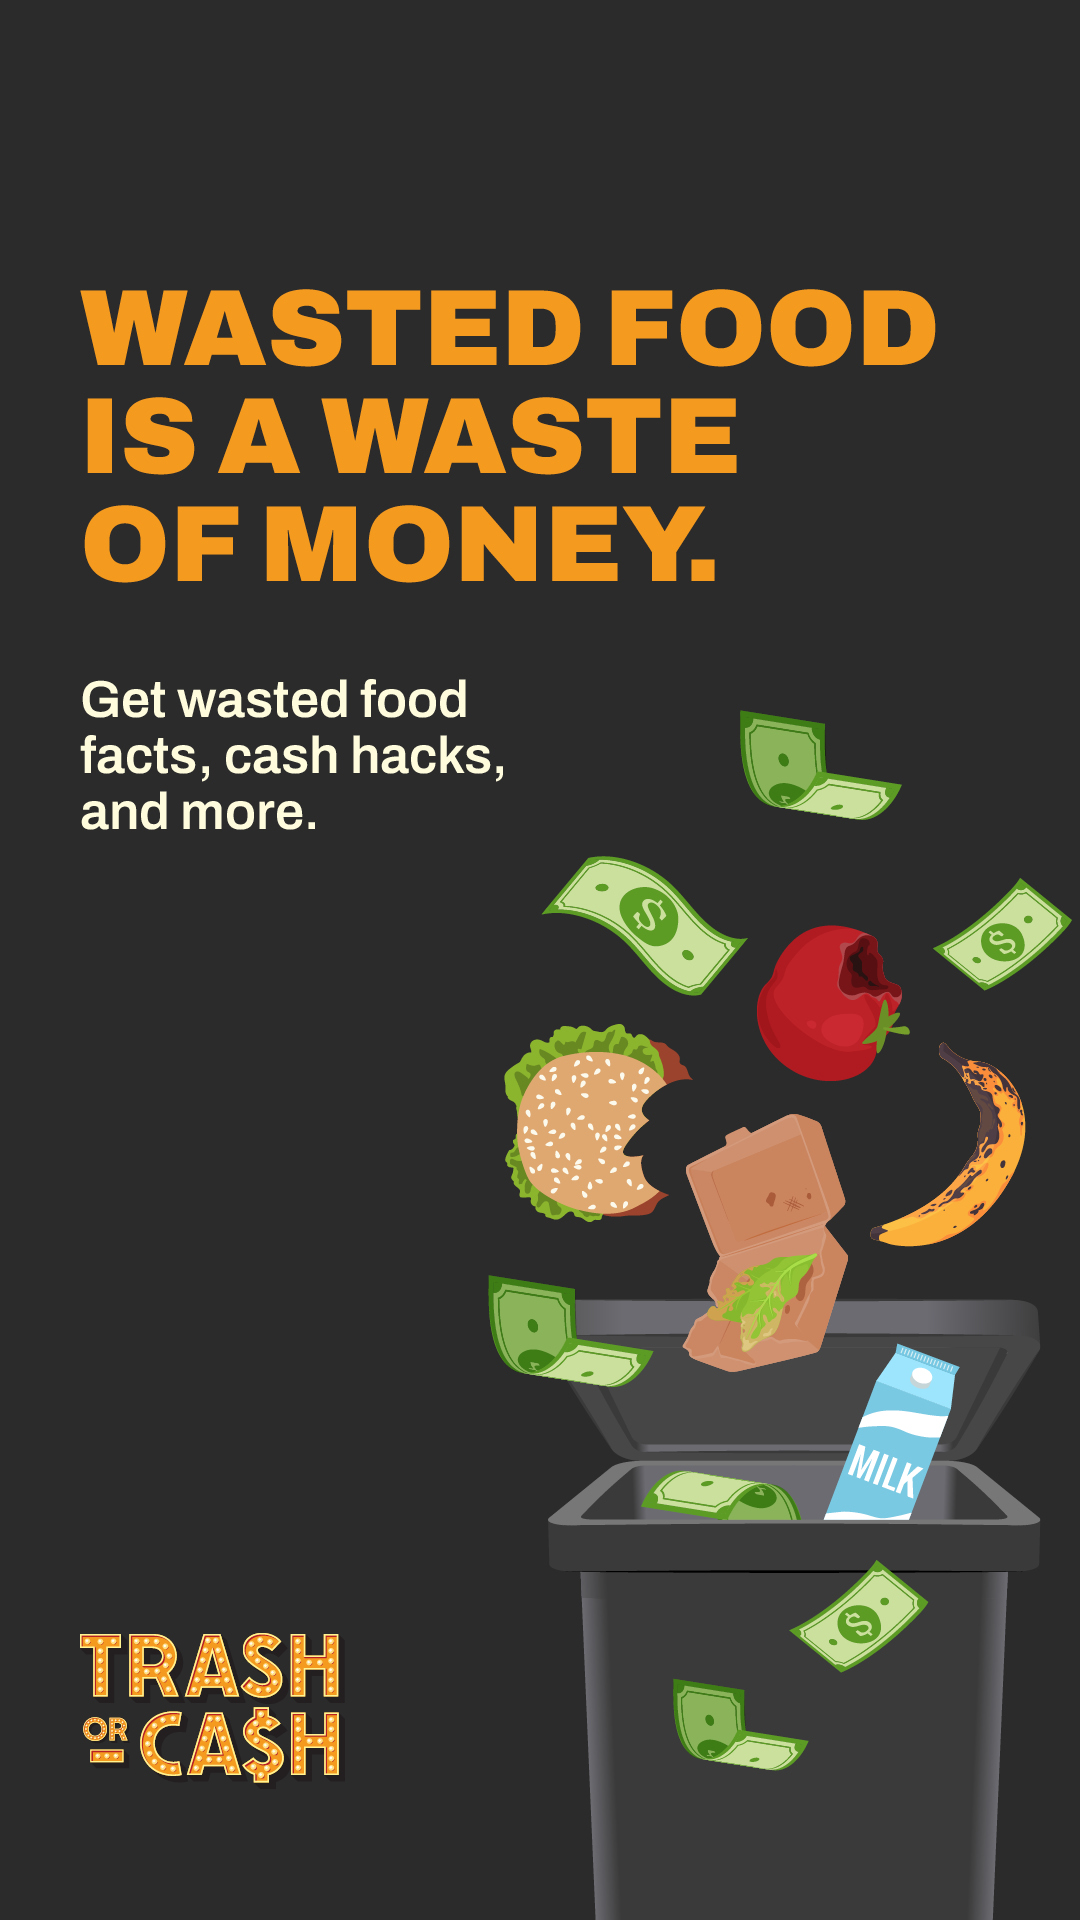 WASTED FOOD
IS A WASTE
OF MONEY.
Get wasted food
facts, cash hacks,
and more.
$
$
MILK
$
TRASH
OR CA$H